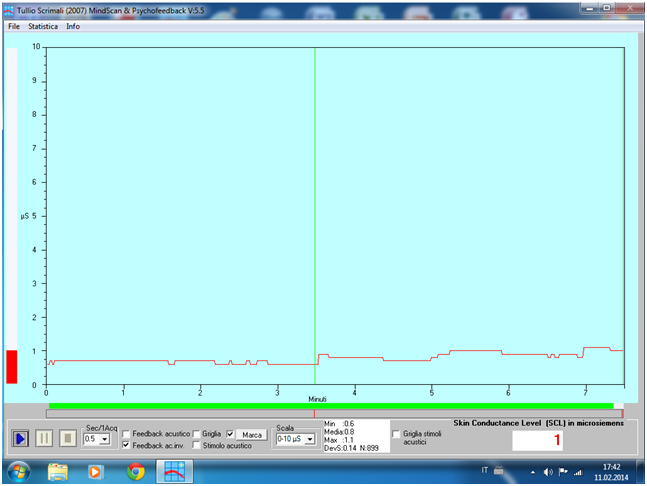 Tullio Scrimali (2007) MindScan & Psychofeedback V:5.5
File Statistica Info
10
9
8
7
6
µS 5
4
3
2
1
0
0 1 2 3 4 5 6 7
Minuti
Sec/1Acq
0.5
Feedback acustico
Feedback ac.inv.
Griglia
Marca
Stimolo acustico
Scala
0-10 µS
Min :0.6
Media:0.8
Max :1.1
DevS:0.14 N:899
Griglia stimoli
acustici
Skin Conductance Level (SCL) in microsiemens
1
IT
17:42
11.02.2014